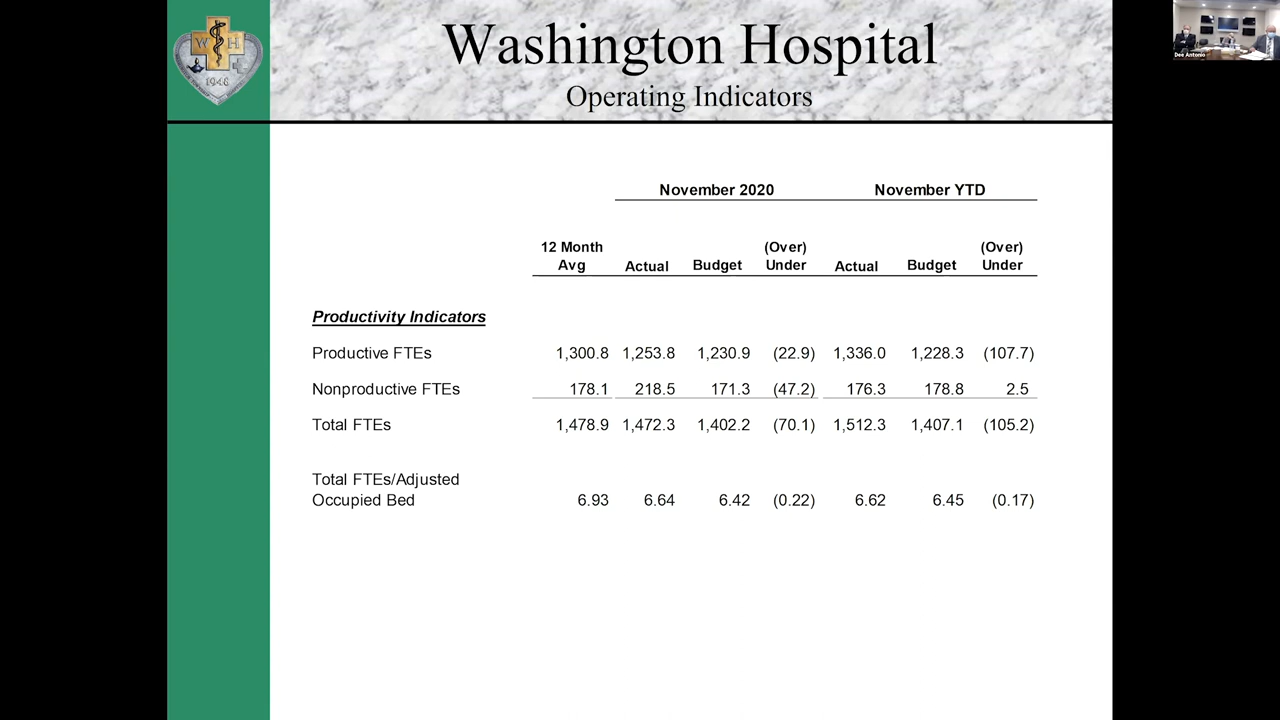 W H
1948
Washington Hospital
Operating Indicators
Dee Antonio
November 2020 November YTD
12 Month Avg Actual Budget (Over) Under Actual Budget (Over) Under
Productivity Indicators
Productive FTEs 1,300.8 1,253.8 1,230.9 (22.9) 1,336.0 1,228.3 (107.7)
Nonproductive FTEs 178.1 218.5 171.3 (47.2) 176.3 178.8 2.5
Total FTEs 1,478.9 1,472.3 1,402.2 (70.1) 1,512.3 1,407.1 (105.2)
Total FTEs/Adjusted
Occupied Bed 6.93 6.64 6.42 (0.22) 6.62 6.45 (0.17)